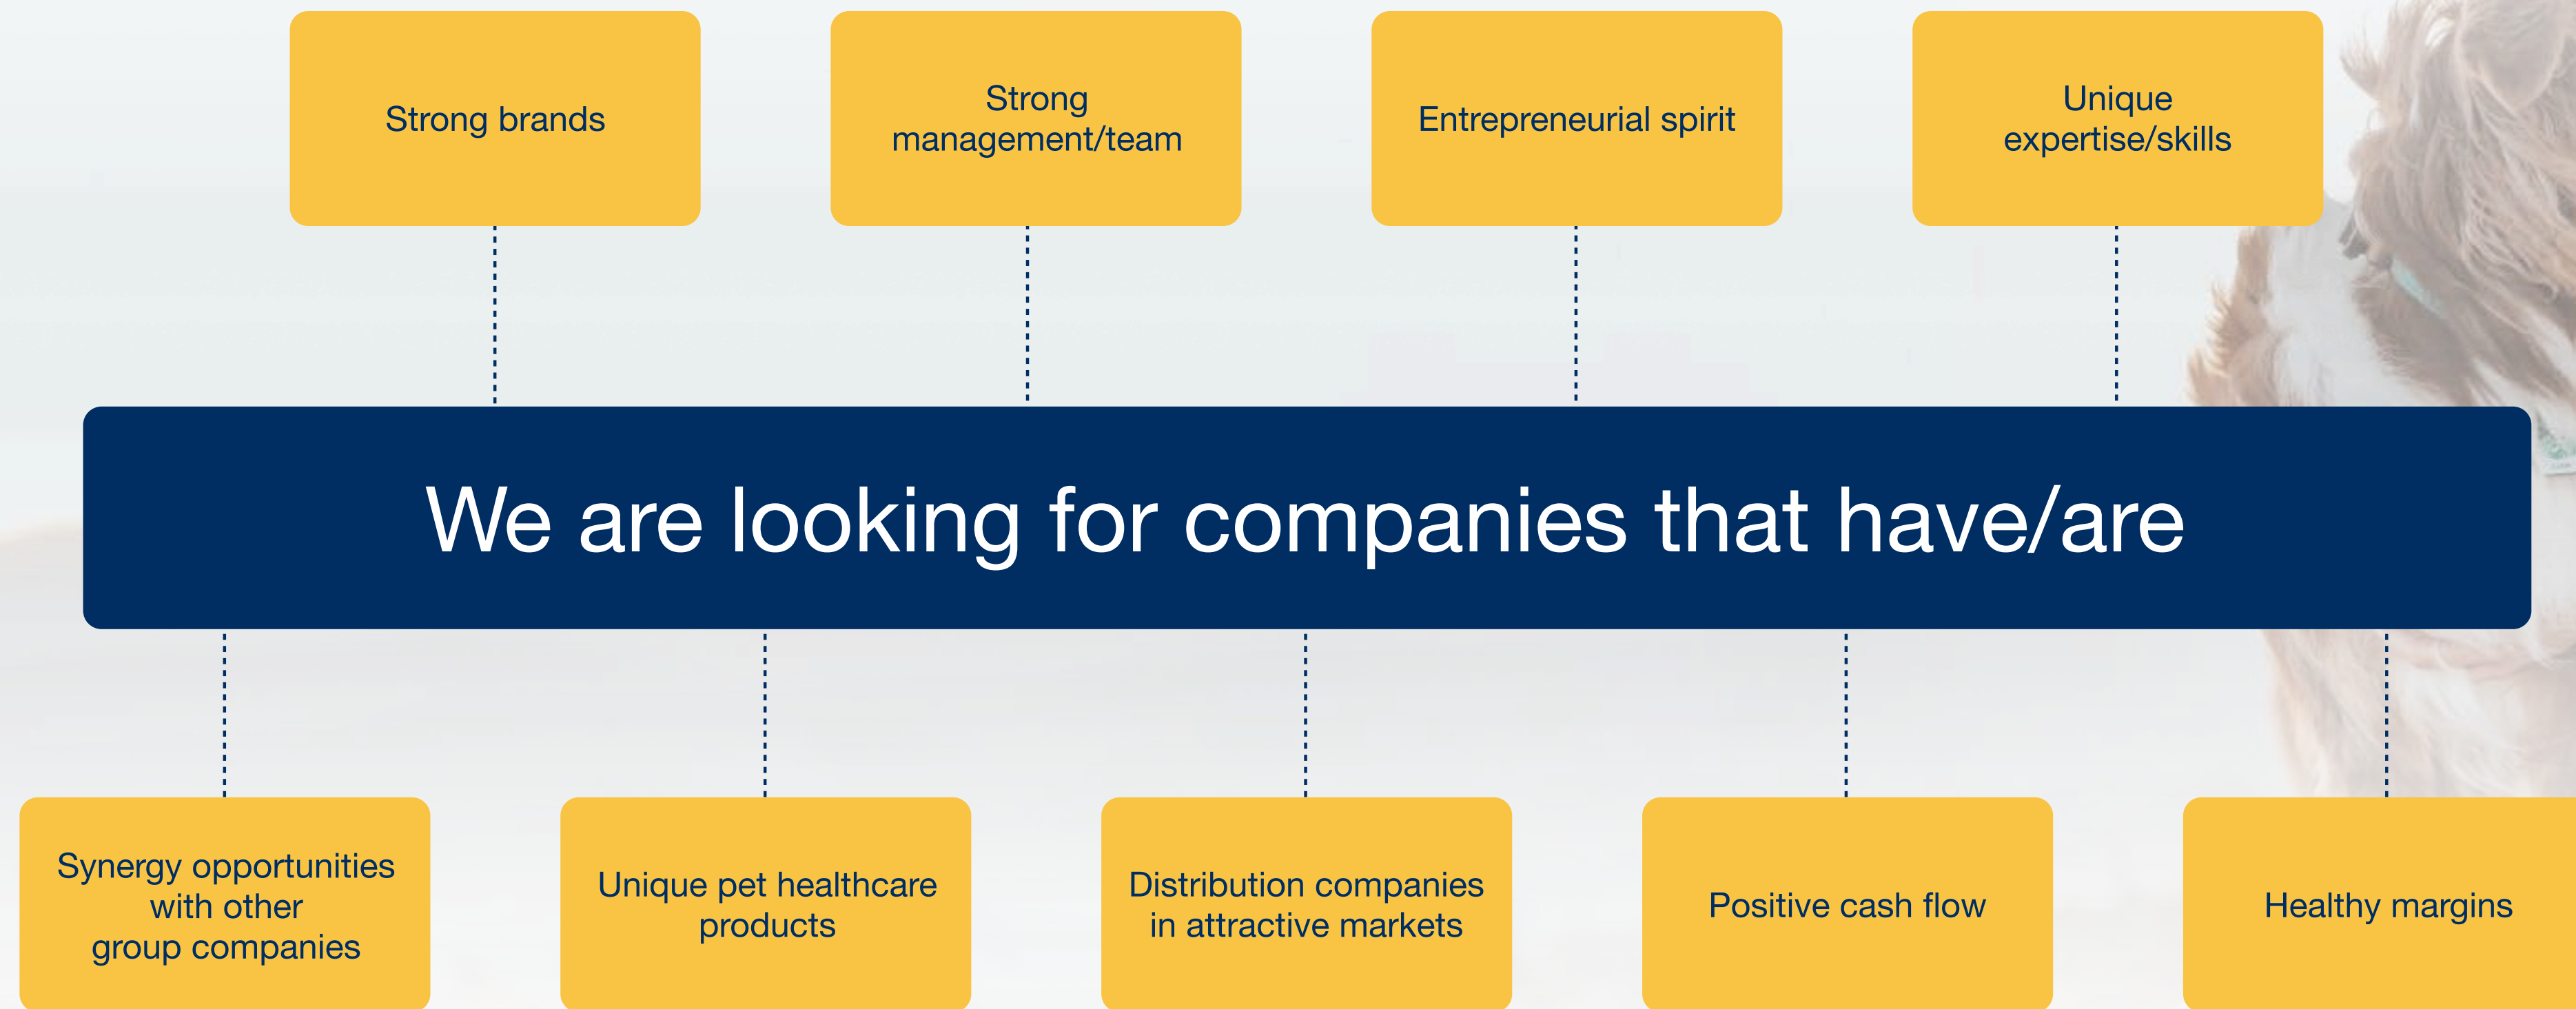 Strong brands
Strong
management/team
Entrepreneurial spirit
Unique
expertise/skills
We are looking for companies that have/are
Synergy opportunities
with other
group companies
Unique pet healthcare
products
Distribution companies
in attractive markets
Positive cash flow
Healthy margins